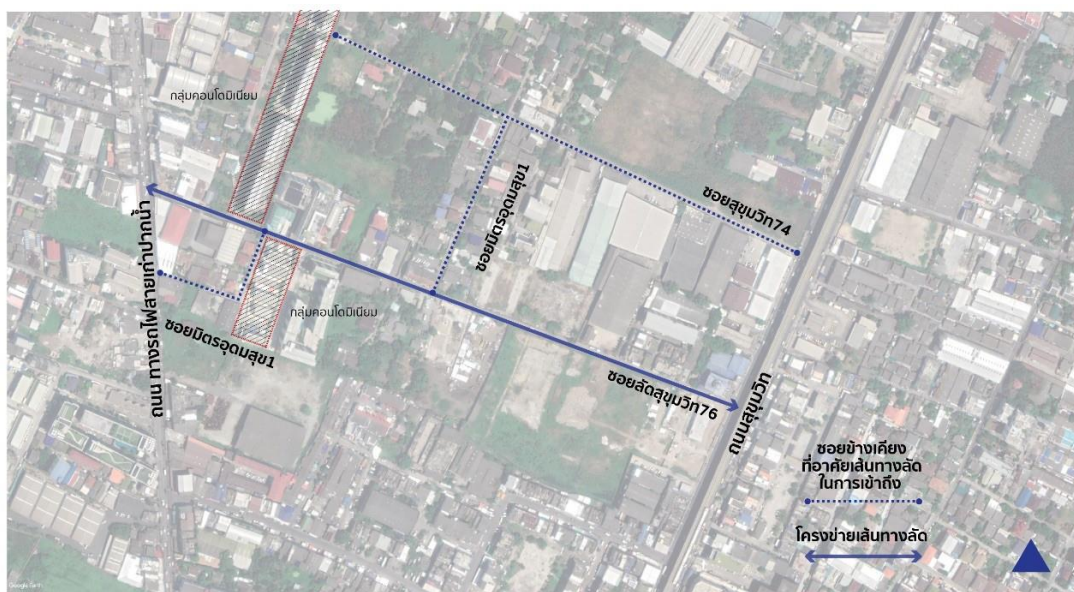 กลุ่มคอนโดมิเนียม
ซอยสุขุมวิท74
ซอยมิตรอุดมสุข1
ถนน ทางรถไฟสายเก่าปากน้ำ
กลุ่มคอนโดมิเนียม
ซอยมิตรอุดมสุข1
ซอยลัดสุขุมวิท76
ถนนสุขุมวิท
ซอยข้างเคียง
ที่อาศัยเส้นทางลัด
ในการเข้าถึง
โครงข่ายเส้นทางลัด
Google Earth